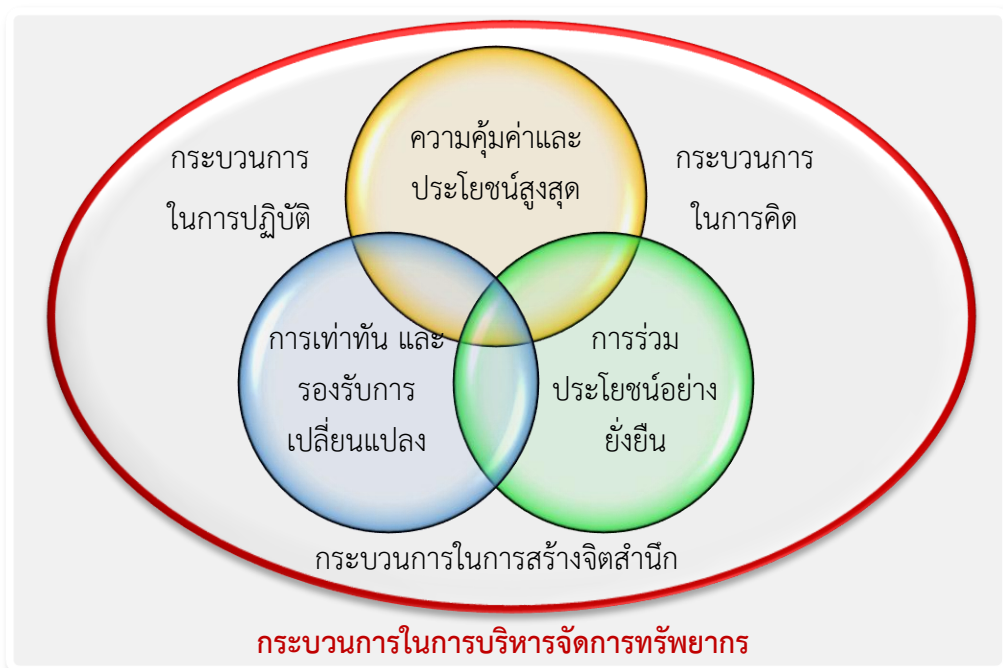 ความคุ้มค่าและ
ประโยชน์สูงสุด
กระบวนการ
ในการปฏิบัติ
กระบวนการ
ในการคิด
การเท่าทัน และ
รองรับการ
เปลี่ยนแปลง
การร่วม
ประโยชน์อย่าง
ยั่งยืน
กระบวนการในการสร้างจิตสำนึก
กระบวนการในการบริหารจัดการทรัพยากร